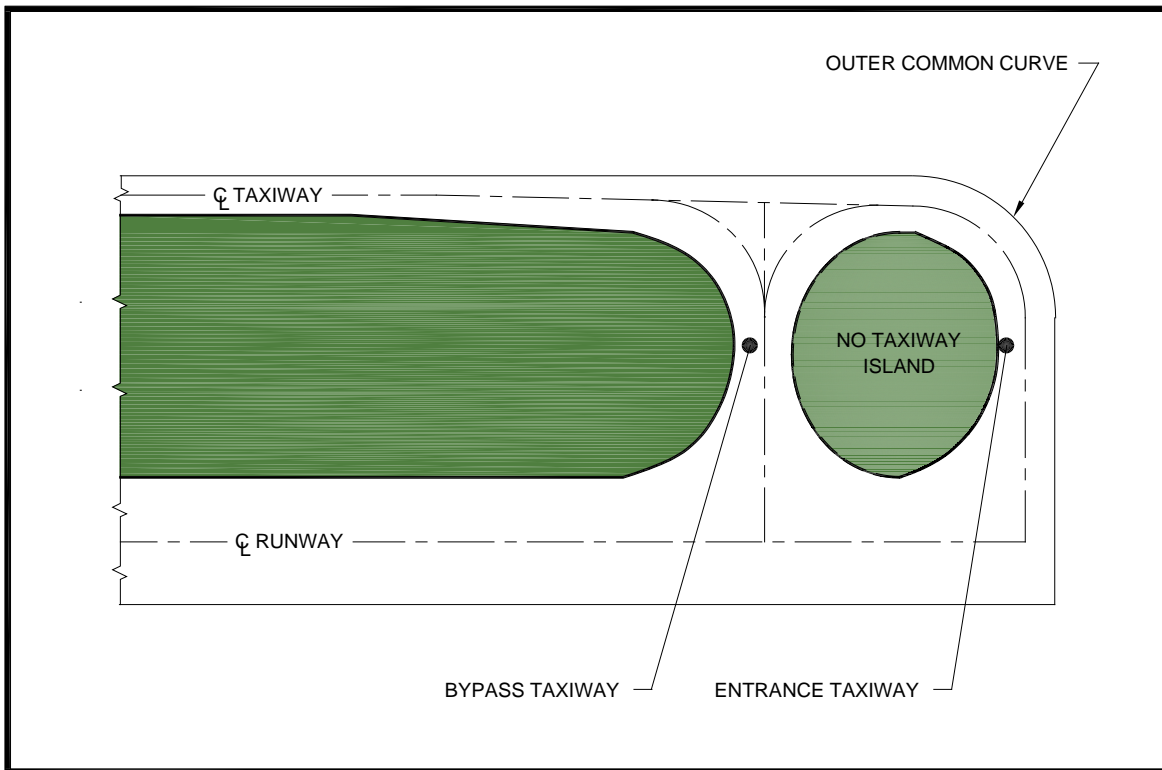 OUTER COMMON CURVE
℄ TAXIWAY
NO TAXIWAY
ISLAND
℄ RUNWAY
BYPASS TAXIWAY
ENTRANCE TAXIWAY